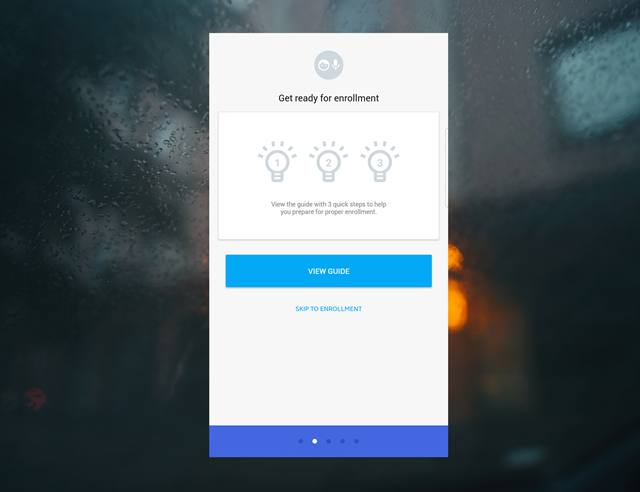 Get ready for enrollment
1 2 3
View the guide with 3 quick steps to help
you prepare for proper enrollment.
VIEW GUIDE
SKIP TO ENROLLMENT